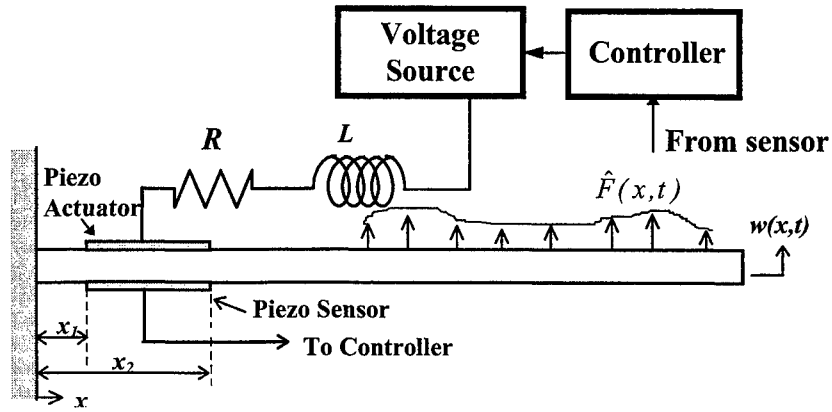 Voltage
Source
Controller
From sensor
R
L
Piezo
Actuator
F̂(x,t)
w(x,t)
Piezo Sensor
x₁
To Controller
x₂
x